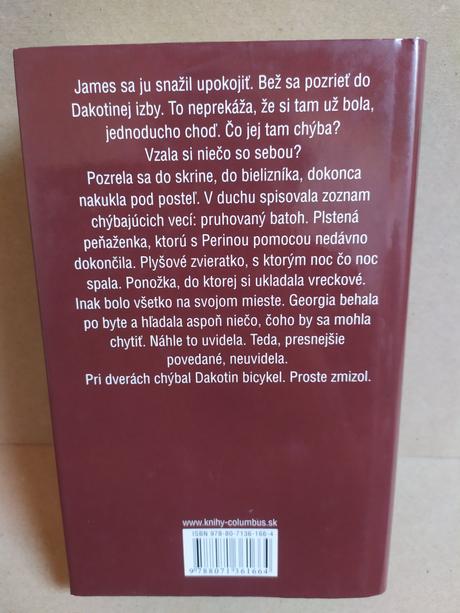 James sa ju snažil upokojiť. Bež sa pozrieť do
Dakotinej izby. To neprekáža, že si tam už bola,
jednoducho choď. Čo jej tam chýba?
Vzala si niečo so sebou?
Pozrela sa do skrine, do bielizníka, dokonca
nakukla pod posteľ. V duchu spisovala zoznam
chýbajúcich vecí: pruhovaný batoh. Plstená
peňaženka, ktorú s Perinou pomocou nedávno
dokončila. Plyšové zvieratko, s ktorým noc čo noc
spala. Ponožka, do ktorej si ukladala vreckové.
Inak bolo všetko na svojom mieste. Georgia behala
po byte a hľadala aspoň niečo, čoho by sa mohla
chytiť. Náhle to uvidela. Teda, presnejšie
povedané, neuvidela.
Pri dverách chýbal Dakotin bicykel. Proste zmizol.
www.knihy-columbus.sk
ISBN 978-80-7136-166-4
9 788071 361664